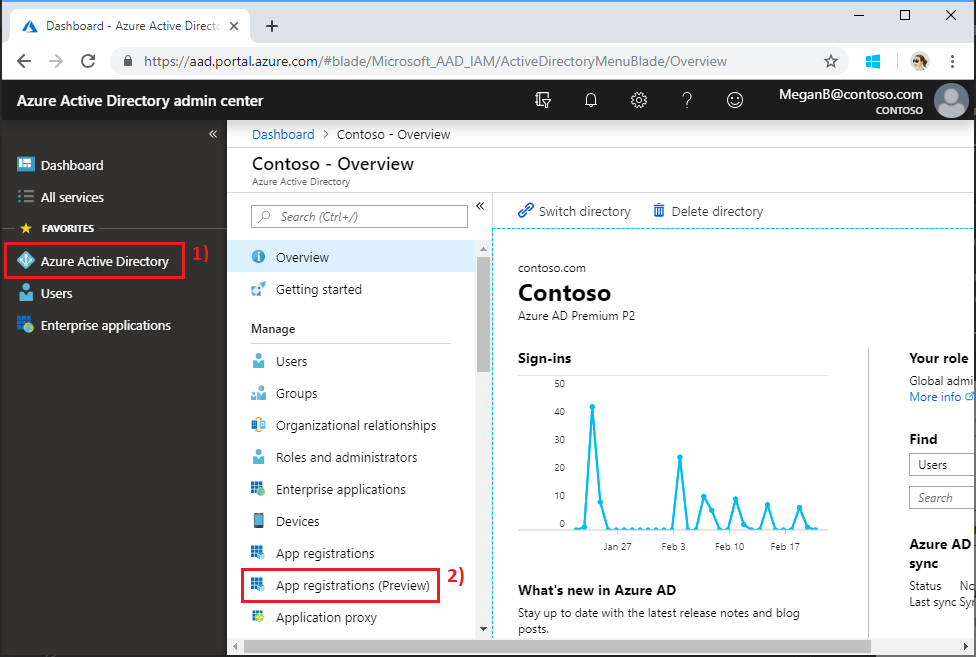 Dashboard - Azure Active Directo
https://aad.portal.azure.com/#blade/Microsoft_AAD_IAM/ActiveDirectoryMenuBlade/Overview
Azure Active Directory admin center
MeganB@contoso.com
CONTOSO
Dashboard
All services
FAVORITES
Azure Active Directory
1)
Users
Enterprise applications
Dashboard > Contoso - Overview
Contoso - Overview
Azure Active Directory
Search (Ctrl+/)
Overview
Getting started
Manage
Users
Groups
Organizational relationships
Roles and administrators
Enterprise applications
Devices
App registrations
App registrations (Preview)
2)
Application proxy
Switch directory
Delete directory
contoso.com
Contoso
Azure AD Premium P2
Sign-ins
50
40
30
20
10
0
Jan 27
Feb 3
Feb 10
Feb 17
What's new in Azure AD
Stay up to date with the latest release notes and blog
posts.
Your role
Global admi
More info
Find
Users
Search
Azure AD
sync
Status No
Last sync Syn